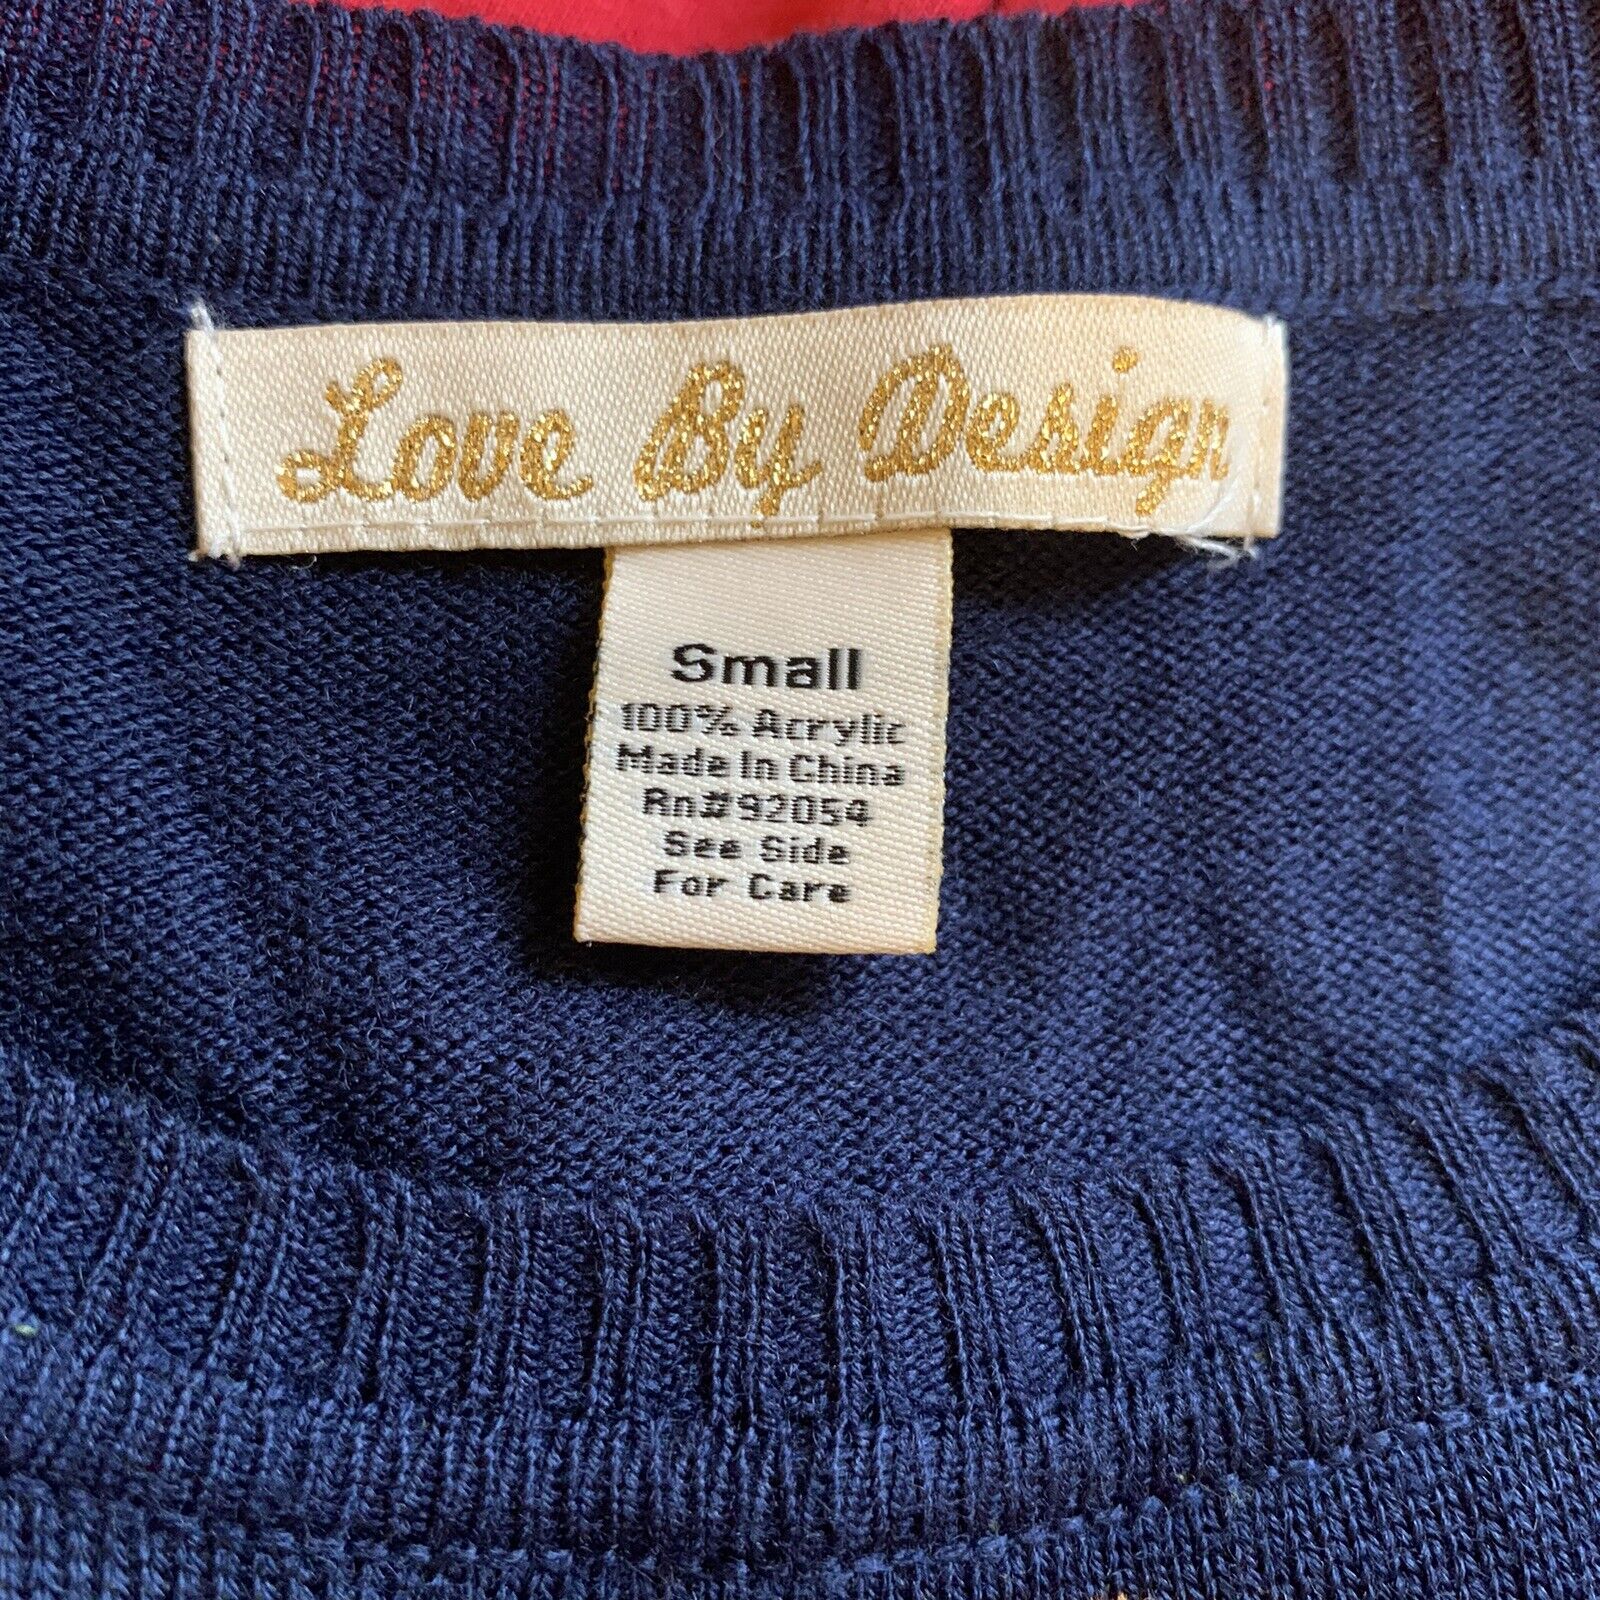 Love By Design
Small
100% Acrylic
Made In China
Rn#92054
See Side
For Care